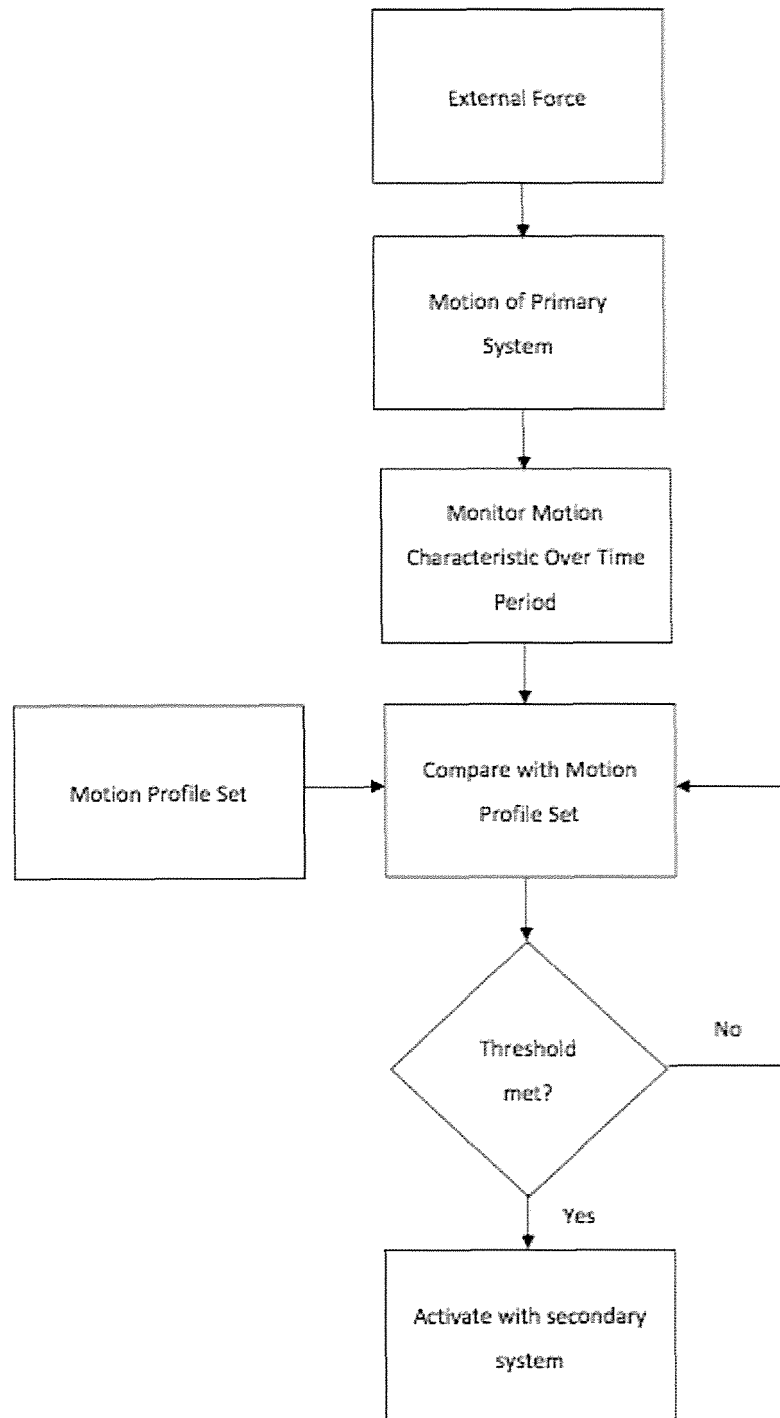 External Force
Motion of Primary
System
Monitor Motion
Characteristic Over Time
Period
Motion Profile Set
Compare with Motion
Profile Set
Threshold
met?
No
Yes
Activate with secondary
system